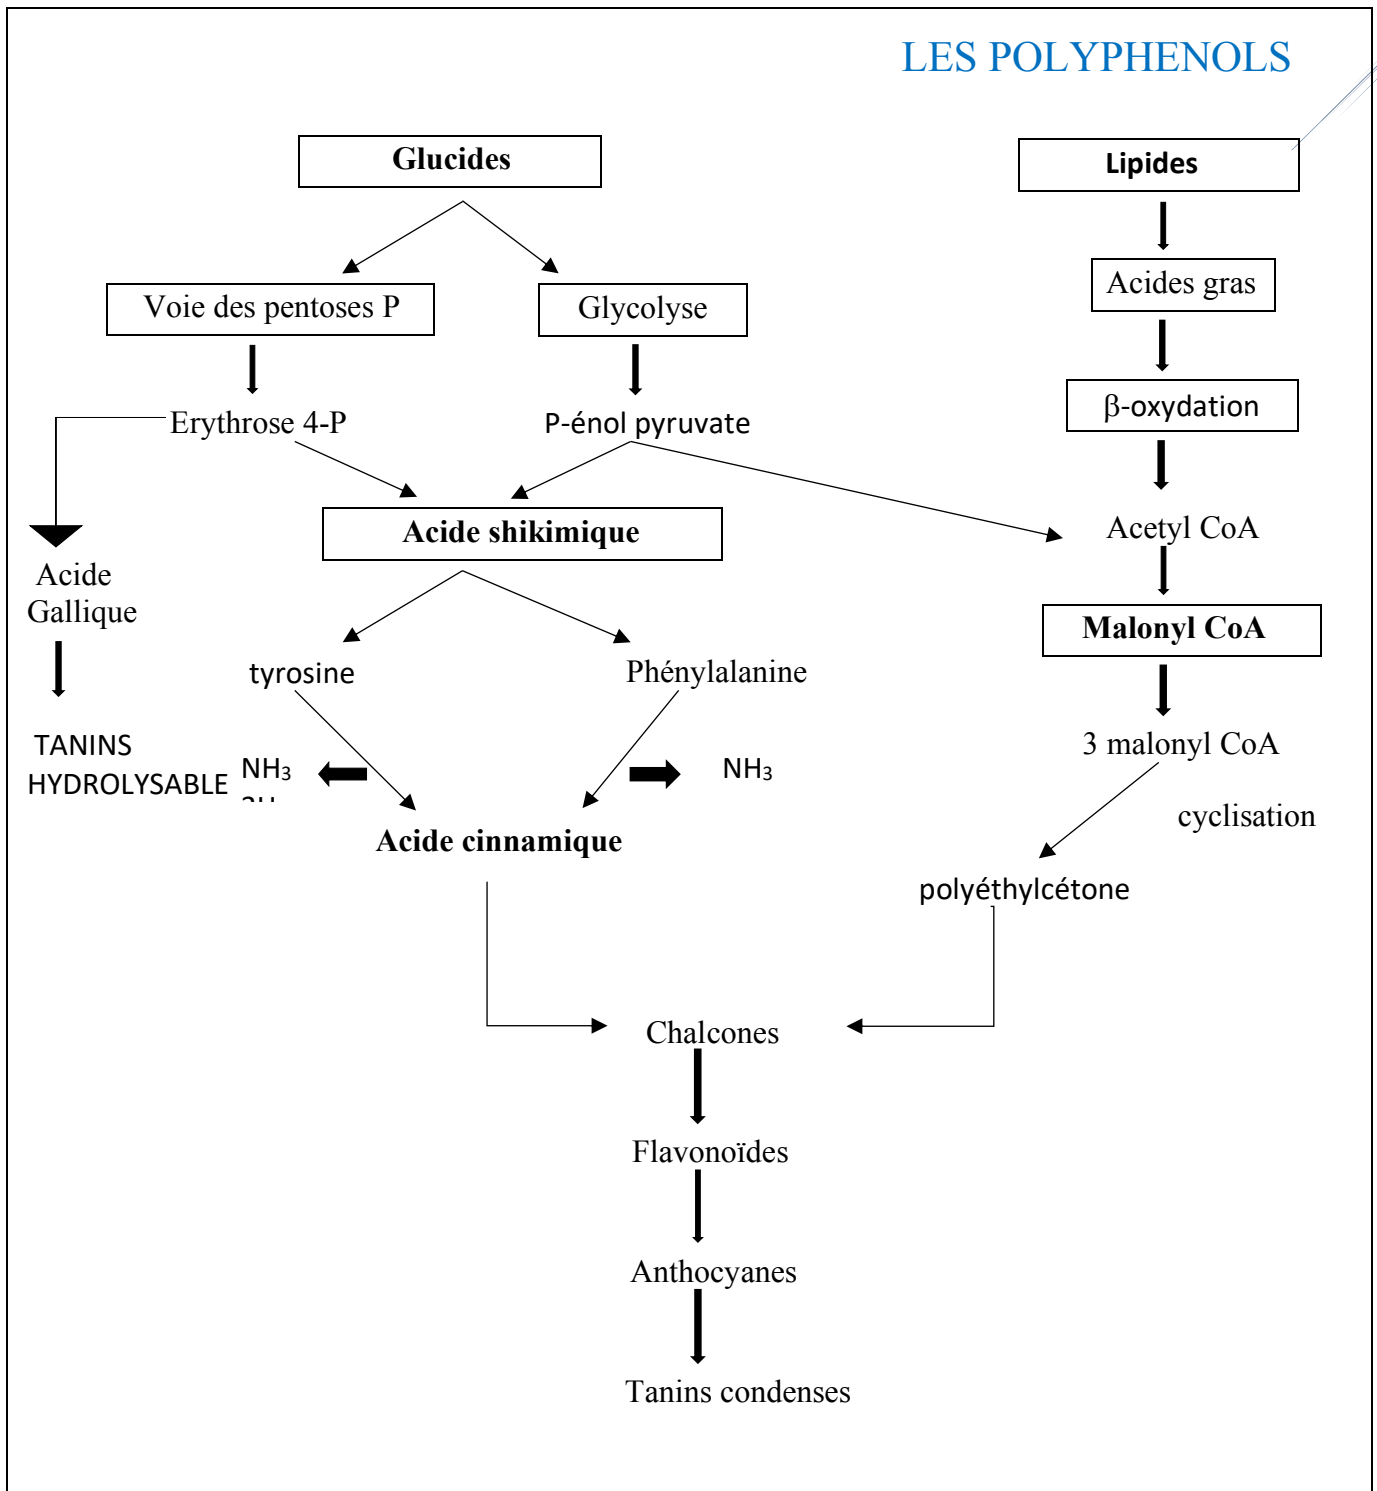 LES POLYPHENOLS
Glucides
Lipides
Voie des pentoses P
Glycolyse
Acides gras
β-oxydation
Erythrose 4-P
P-énol pyruvate
Acide shikimique
Acetyl CoA
Acide
Gallique
Malonyl CoA
tyrosine
Phénylalanine
TANINS
HYDROLYSABLE
NH3
NH3
3 malonyl CoA
cyclisation
Acide cinnamique
polyéthylcétone
Chalcones
Flavonoïdes
Anthocyanes
Tanins condenses